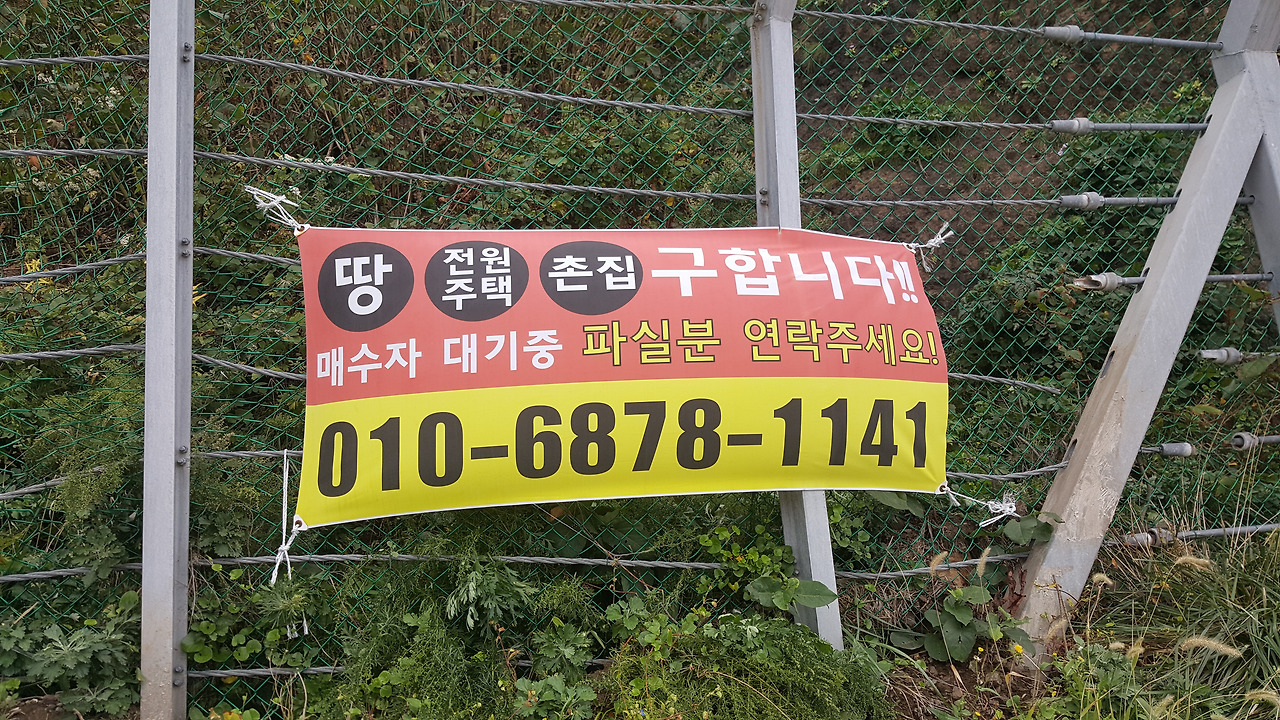 땅 전원주택 촌집 구합니다!!
매수자 대기중 파실분 연락주세요!
010-6878-1141